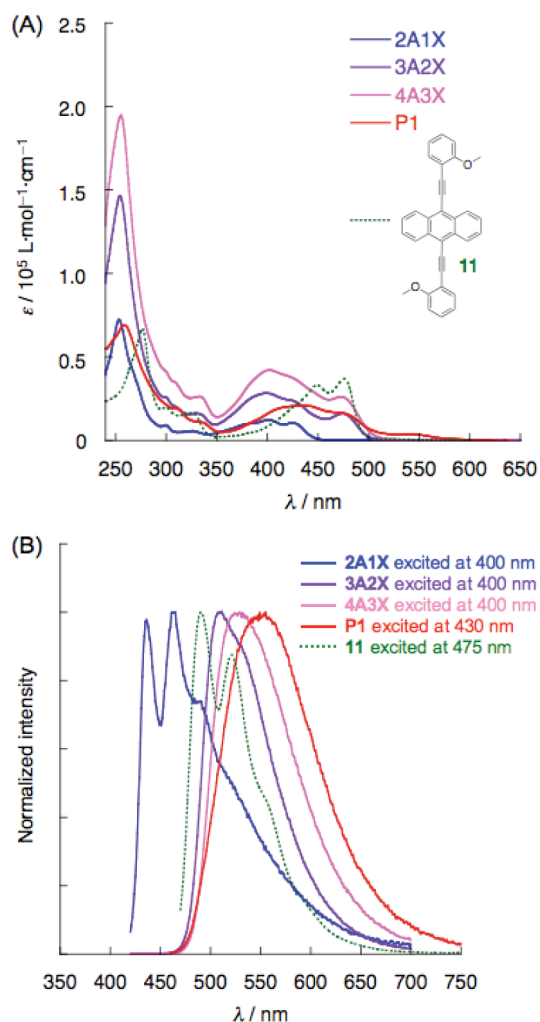 (A)
2.5
2.0
1.5
1.0
0.5
0
ε / 10⁵ L·mol⁻¹·cm⁻¹
2A1X
3A2X
4A3X
P1
O
11
O
250 300 350 400 450 500 550 600 650
λ / nm
(B)
2A1X excited at 400 nm
3A2X excited at 400 nm
4A3X excited at 400 nm
P1 excited at 430 nm
11 excited at 475 nm
Normalized intensity
350 400 450 500 550 600 650 700 750
λ / nm